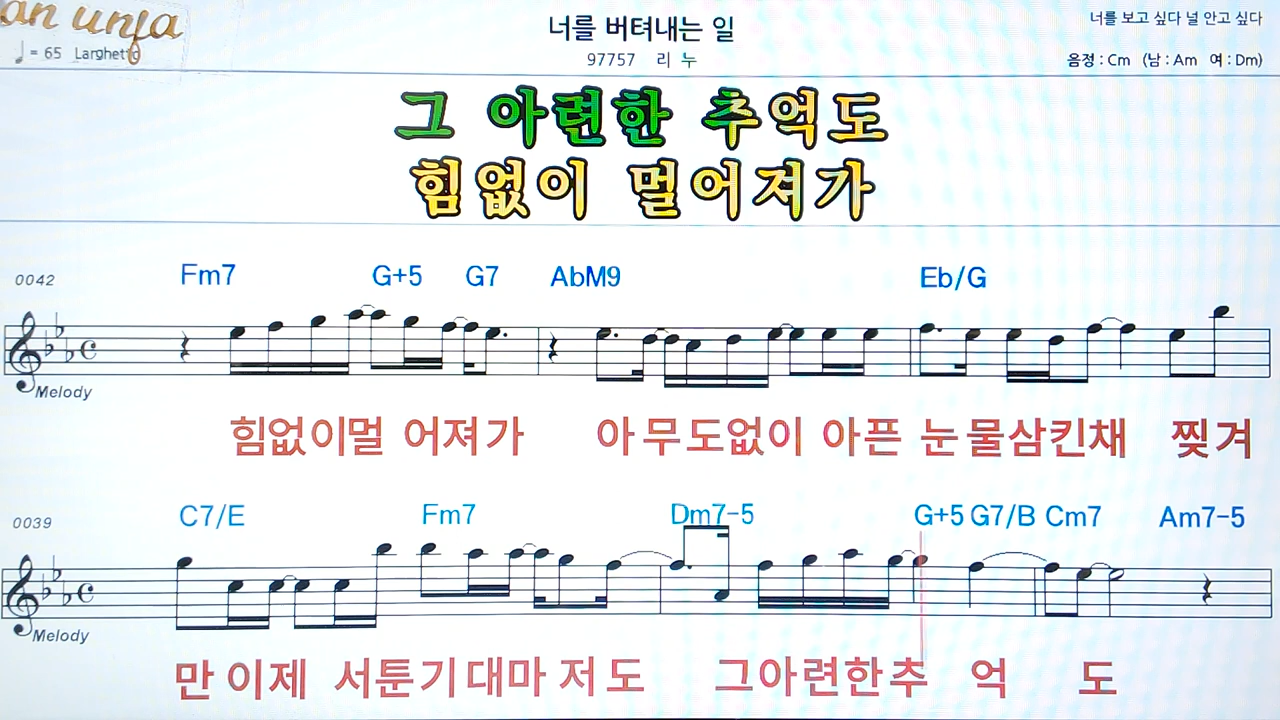 an unfa
♩ = 65 Larghetto
너를 버텨내는 일
97757 리 누
너를 보고 싶다 널 안고 싶다
음정 : Cm (남 : Am 여 : Dm)
그 아련한 추억도
힘없이 멀어져가
0042 Fm7 G+5 G7 AbM9 Eb/G
Melody
힘없이멀 어져가 아무도없이 아픈 눈물삼킨채 찢겨
0039 C7/E Fm7 Dm7-5 G+5 G7/B Cm7 Am7-5
Melody
만 이제 서툰기대마저도 그아련한추 억 도